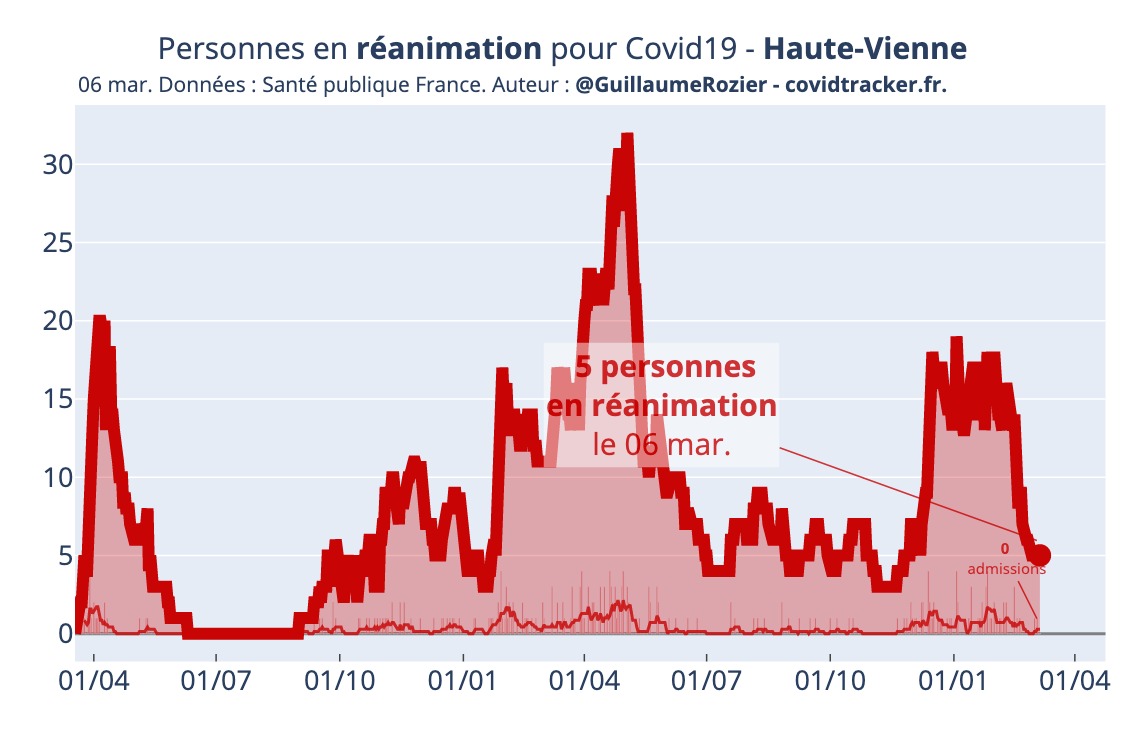 Personnes en réanimation pour Covid19 - Haute-Vienne
06 mar. Données : Santé publique France. Auteur : @GuillaumeRozier - covidtracker.fr.
30
25
20
15
10
5
0
5 personnes
en réanimation
le 06 mar.
0
admissions
01/04 01/07 01/10 01/01 01/04 01/07 01/10 01/01 01/04